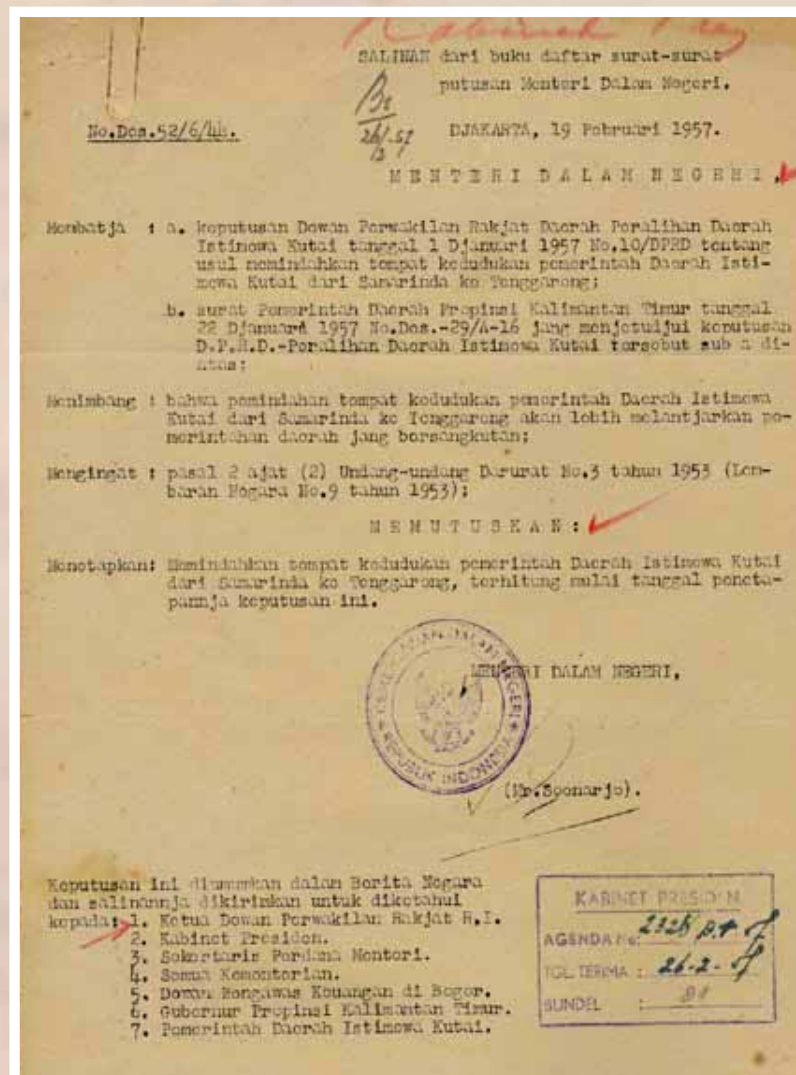 Kabinet Pres
SALINAN dari buku daftar surat-surat
putusan Menteri Dalam Negeri.
No.Des.52/6/44.
DJAKARTA, 19 Pebruari 1957.
MENTERI DALAM NEGERI,
Membatja : a. keputusan Dewan Perwakilan Rakjat Daerah Peralihan Daerah
Istimewa Kutai tanggal 1 Djanuari 1957 No.10/DPRD tentang
usul memindahkan tempat kedudukan pemerintah Daerah Isti-
mewa Kutai dari Samarinda ke Tenggarong;
b. surat Pemerintah Daerah Propinsi Kalimantan Timur tanggal
22 Djanuari 1957 No.Des.-29/A-16 jang menjetudjui keputusan
D.P.R.D.-Peralihan Daerah Istimewa Kutai tersebut sub a di-
atas;
Menimbang : bahwa pemindahan tempat kedudukan pemerintah Daerah Istimewa
Kutai dari Samarinda ke Tenggarong akan lebih melantjarkan pe-
merintahan daerah jang bersangkutan;
Mengingat : pasal 2 ajat (2) Undang-undang Darurat No.3 tahun 1953 (Lem-
baran Negara No.9 tahun 1953);
MEMUTUSKAN:
Menetapkan: Memindahkan tempat kedudukan pemerintah Daerah Istimewa Kutai
dari Samarinda ke Tenggarong, terhitung mulai tanggal peneta-
pannja keputusan ini.
KEMENTERIAN DALAM NEGERI
REPUBLIK INDONESIA
MENTERI DALAM NEGERI,
(Mr.Soenarjo).
Keputusan ini diumumkan dalam Berita Negara
dan salinannja dikirimkan untuk diketahui
kepada: 1. Ketua Dewan Perwakilan Rakjat R.I.
2. Kabinet Presiden.
3. Sekertaris Perdana Menteri.
4. Semua Kementerian.
5. Dewan Pengawas Keuangan di Bogor.
6. Gubernur Propinsi Kalimantan Timur.
7. Pemerintah Daerah Istimewa Kutai.
KABINET PRESIDEN
AGENDA No:
TGL. TERIMA : 26-2-57
BUNDEL :